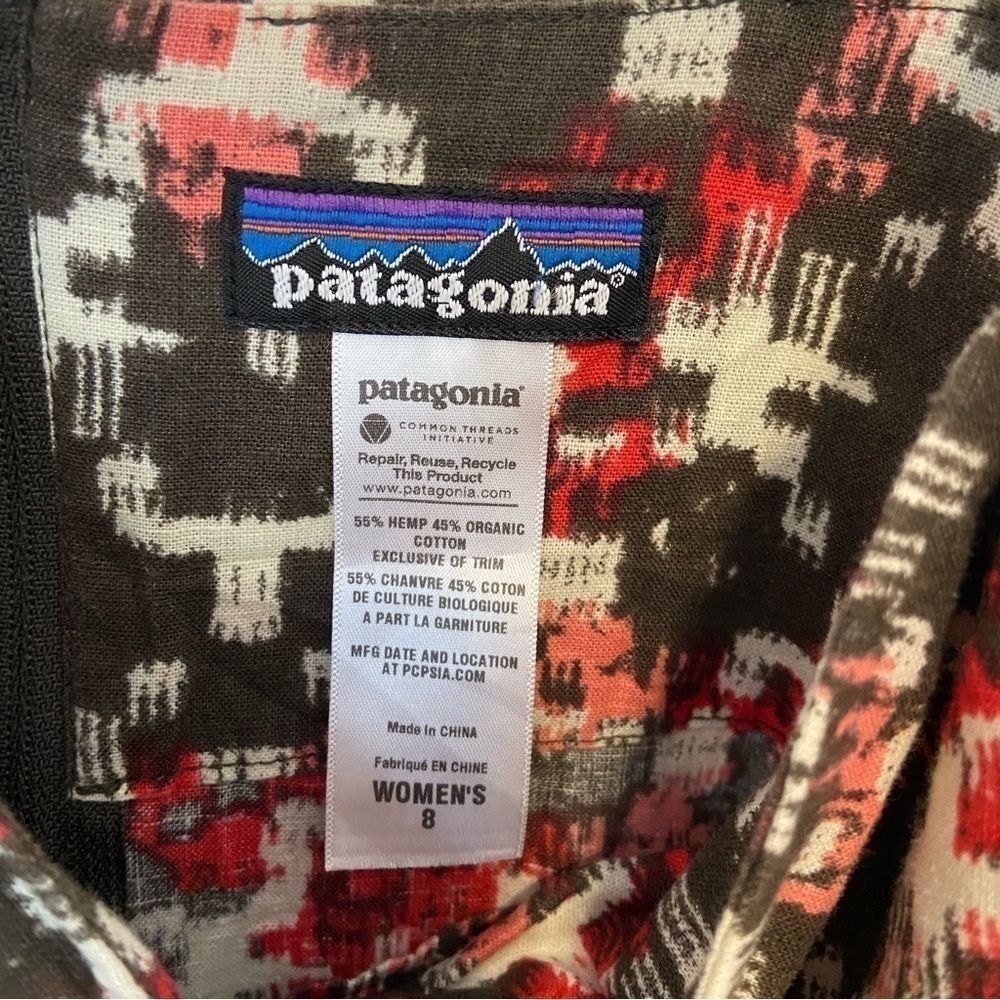 patagonia®
patagonia®
COMMON THREADS
INITIATIVE
Repair, Reuse, Recycle
This Product
www.patagonia.com
55% HEMP 45% ORGANIC
COTTON
EXCLUSIVE OF TRIM
55% CHANVRE 45% COTON
DE CULTURE BIOLOGIQUE
A PART LA GARNITURE
MFG DATE AND LOCATION
AT PCPSIA.COM
Made in CHINA
Fabriqué EN CHINE
WOMEN'S
8